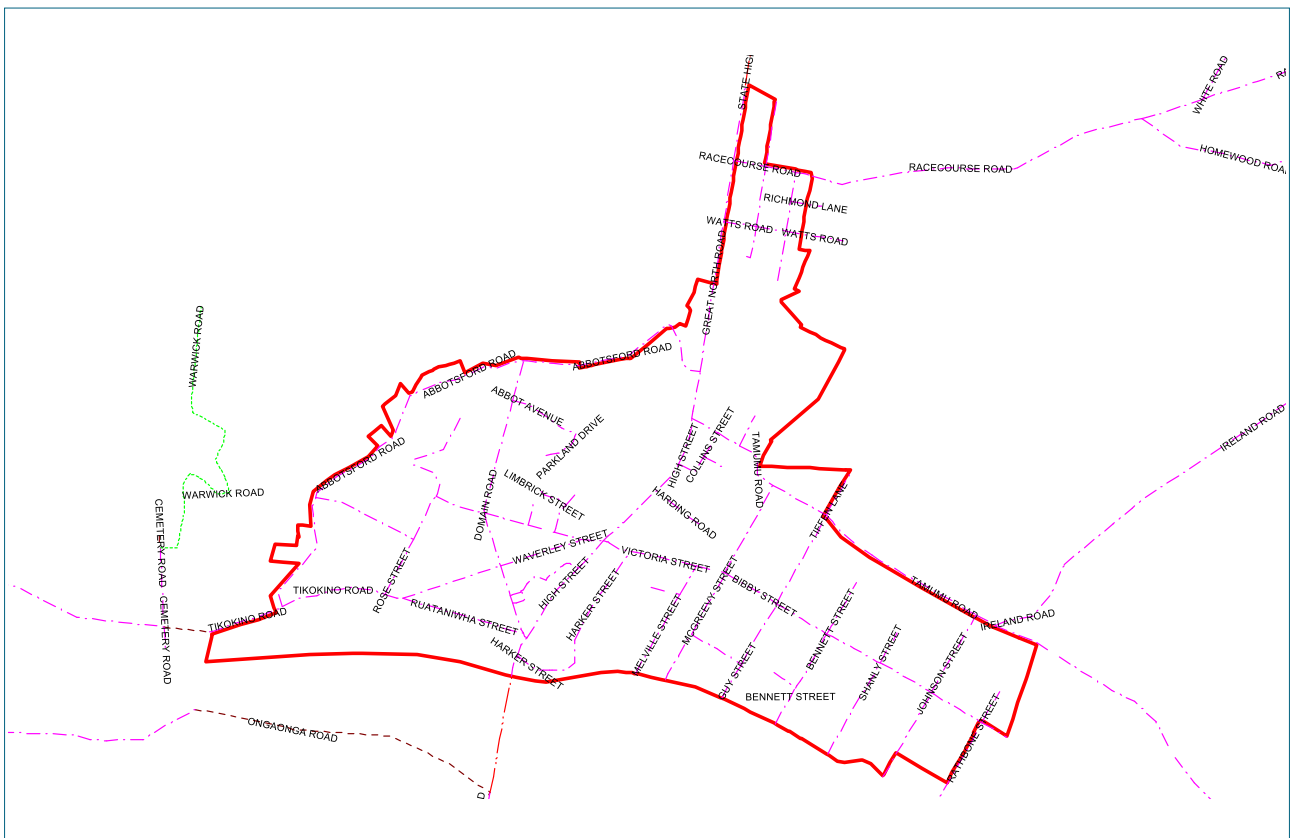 STATE HIG
WHITE ROAD
RA
RACECOURSE ROAD
RACECOURSE ROAD
HOMEWOOD ROA
RICHMOND LANE
WATTS ROAD
WATTS ROAD
GREAT NORTH ROAD
WARWICK ROAD
ABBOTSFORD ROAD
ABBOTSFORD ROAD
ABBOT AVENUE
PARKLAND DRIVE
COLLINS STREET
HIGH STREET
TAMUMU ROAD
IRELAND ROAD
ABBOTSFORD ROAD
LIMBRICK STREET
DOMAIN ROAD
WARWICK ROAD
HARDING ROAD
TIFFEN LANE
CEMETERY ROAD
WAVERLEY STREET
VICTORIA STREET
HIGH STREET
ROSE STREET
TIKOKINO ROAD
BIBBY STREET
TAMUMU ROAD
CEMETERY ROAD
TIKOKINO ROAD
RUATANIWHA STREET
HARKER STREET
MCGREEVY STREET
MELVILLE STREET
BENNETT STREET
IRELAND ROAD
HARKER STREET
GUY STREET
SHANLY STREET
JOHNSON STREET
BENNETT STREET
ONGAONGA ROAD
RATHBONE STREET
D